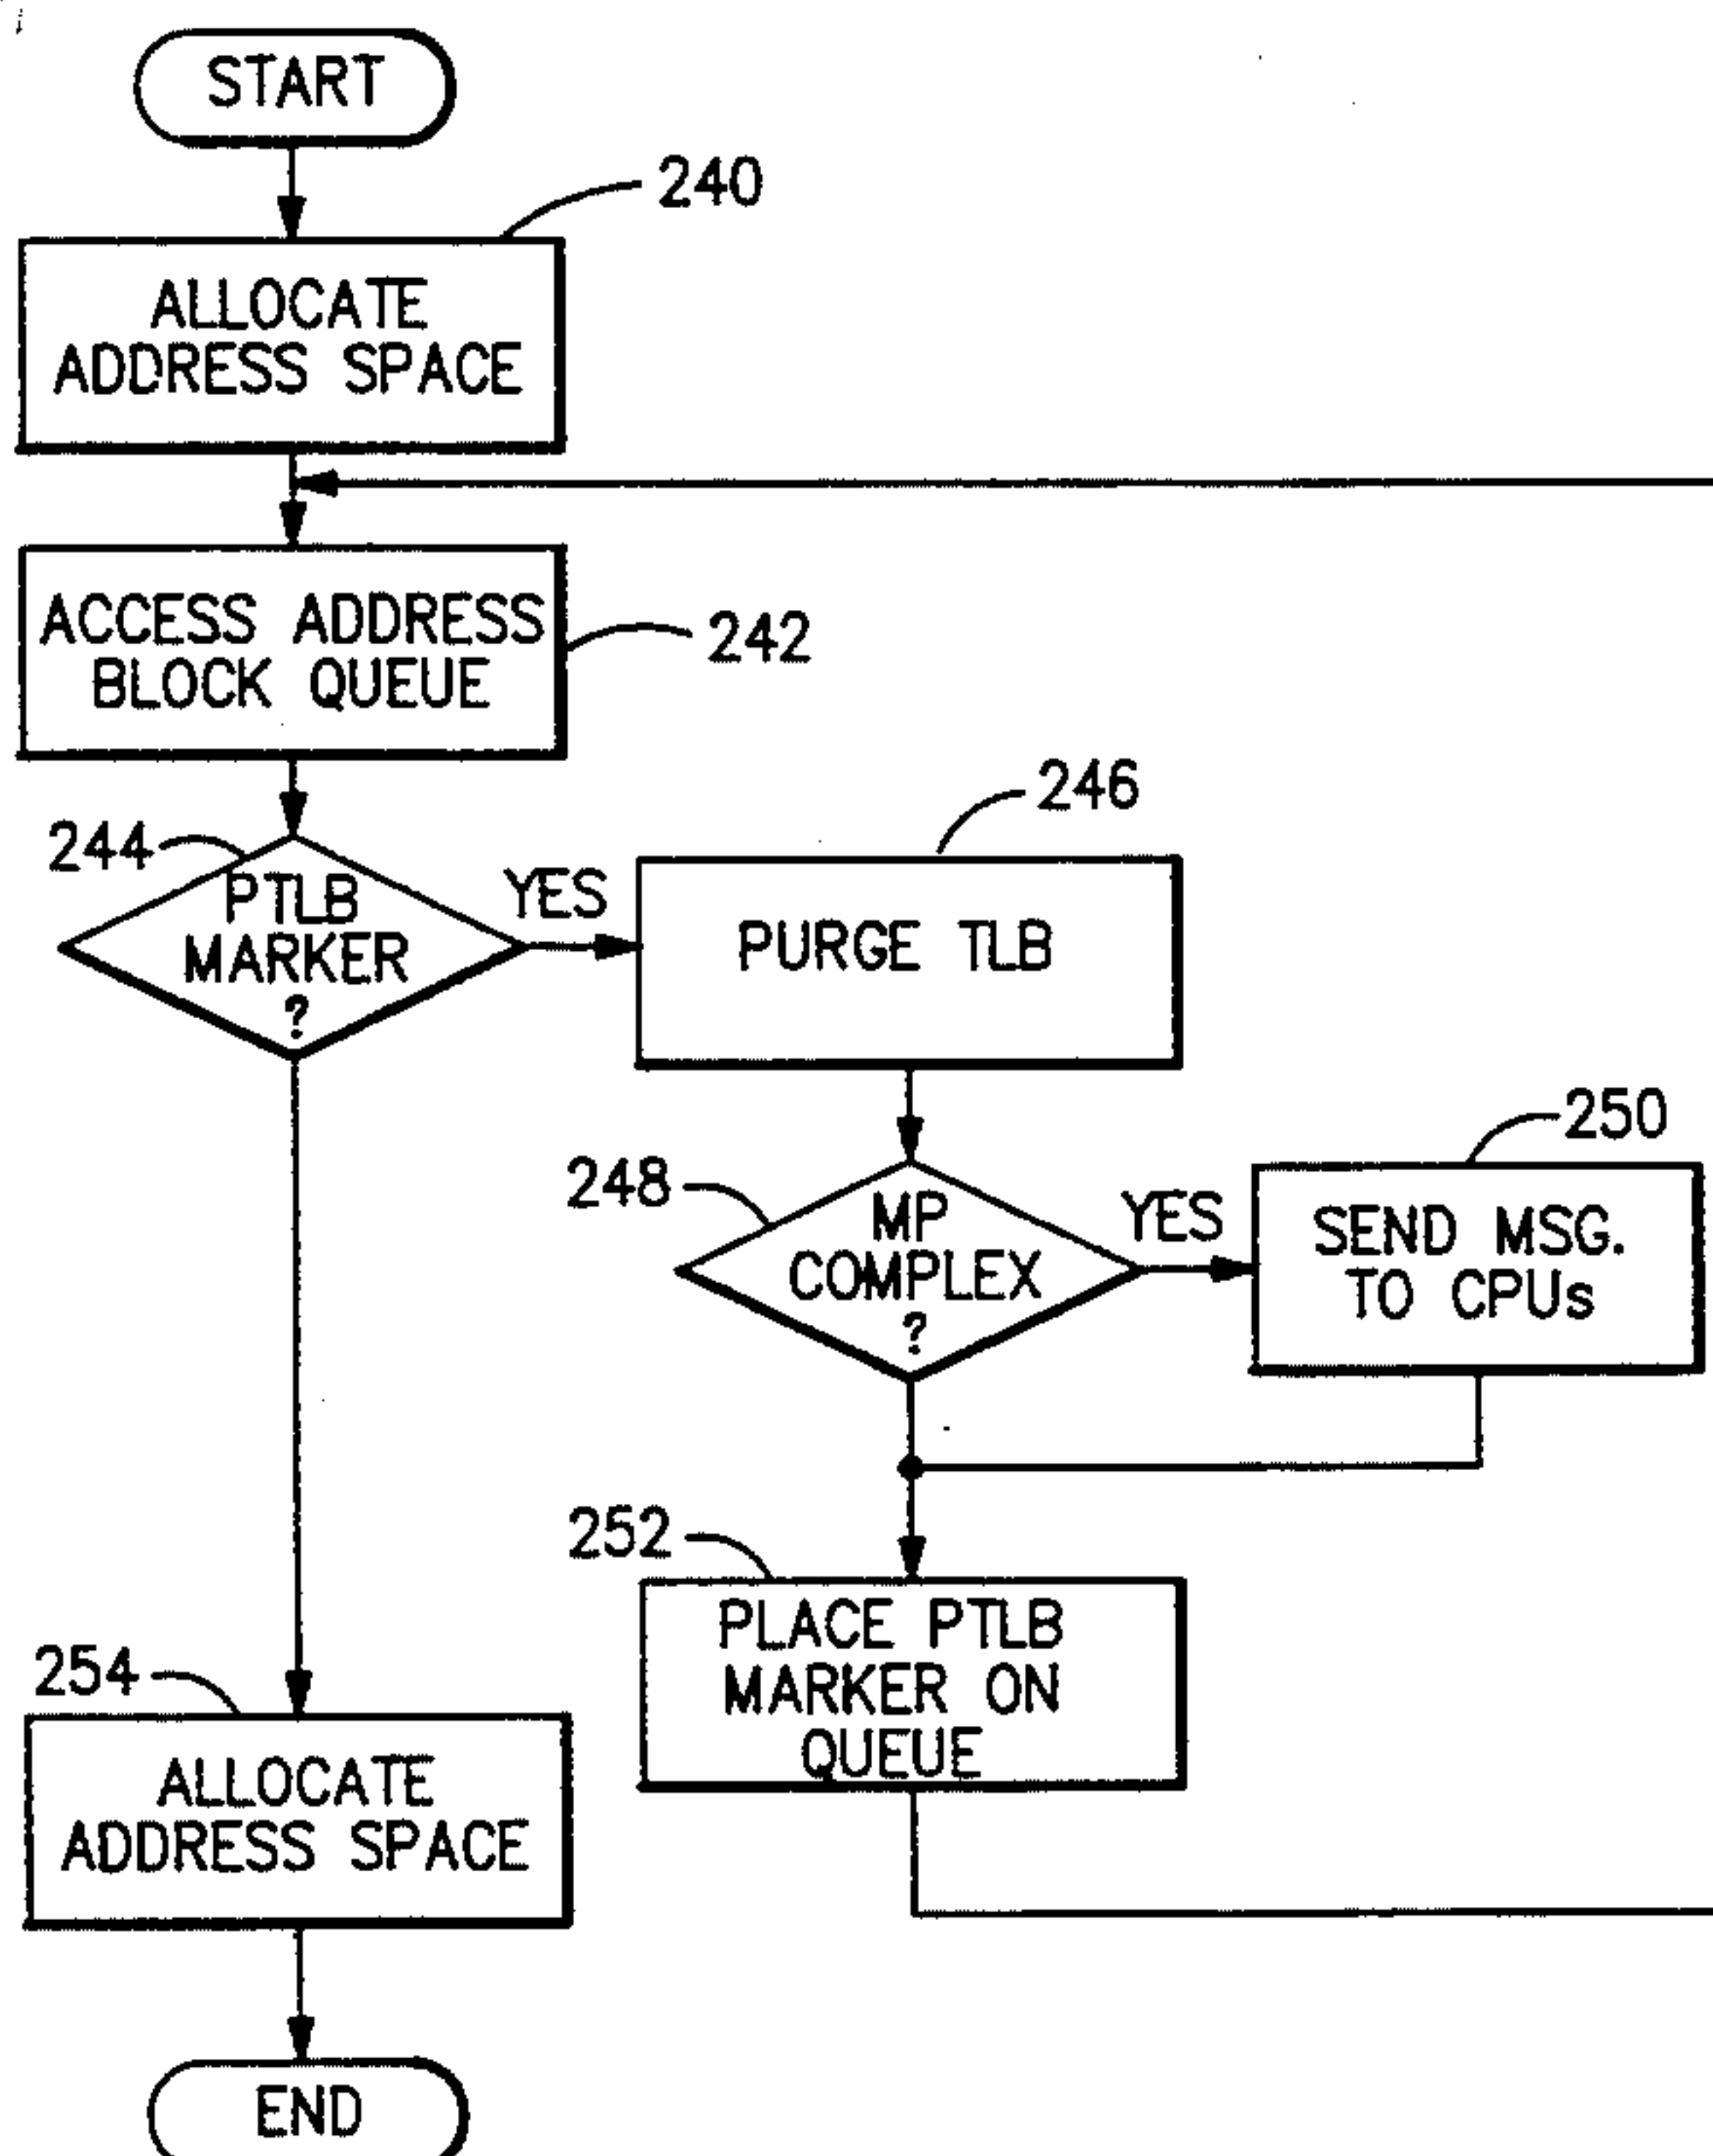 START
240
ALLOCATE
ADDRESS SPACE
ACCESS ADDRESS
BLOCK QUEUE
242
246
244
PTLB
MARKER
?
YES
PURGE TLB
250
248
MP
COMPLEX
?
YES
SEND MSG.
TO CPUs
252
PLACE PTLB
MARKER ON
QUEUE
254
ALLOCATE
ADDRESS SPACE
END